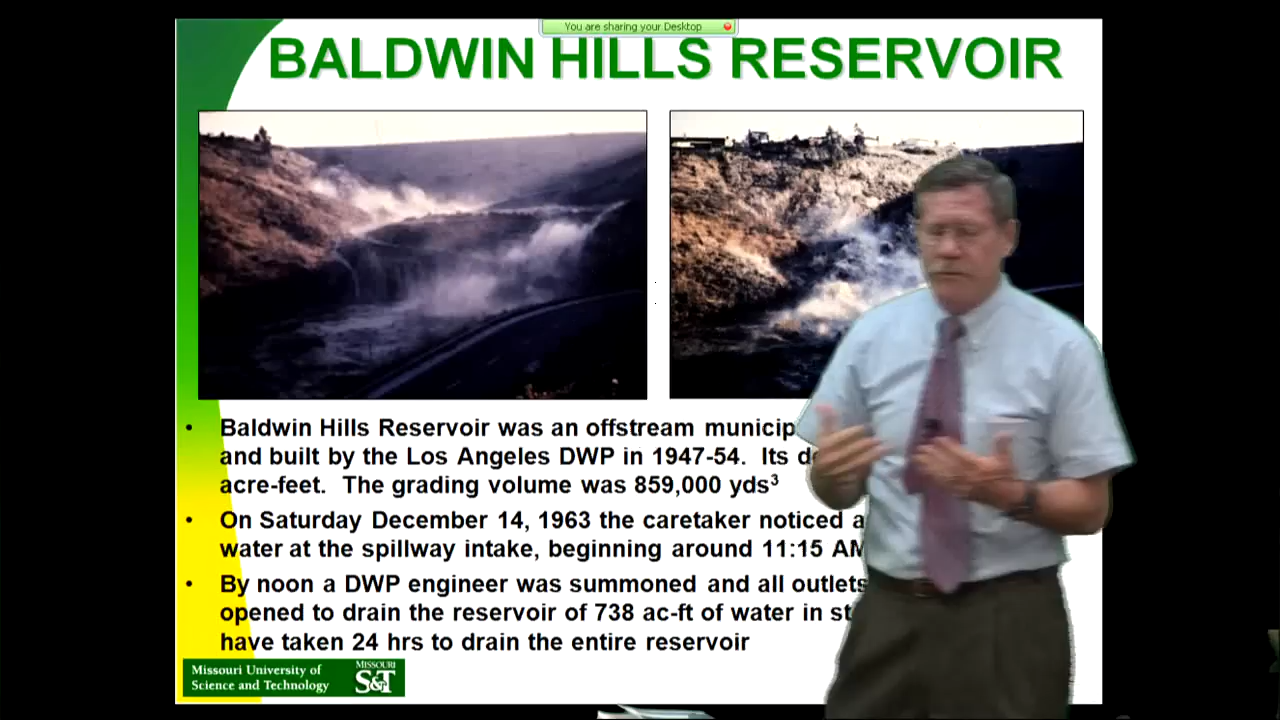 You are sharing your Desktop
BALDWIN HILLS RESERVOIR
• Baldwin Hills Reservoir was an offstream
and built by the Los Angeles DWP in 1947-54. Its
acre-feet. The grading volume was 859,000 yds³
• On Saturday December 14, 1963 the caretaker noticed
water at the spillway intake, beginning around 11:15 AM
• By noon a DWP engineer was summoned and all outlets
opened to drain the reservoir of 738 ac-ft of water in
have taken 24 hrs to drain the entire reservoir
Missouri University of
Science and Technology
MISSOURI
S&T